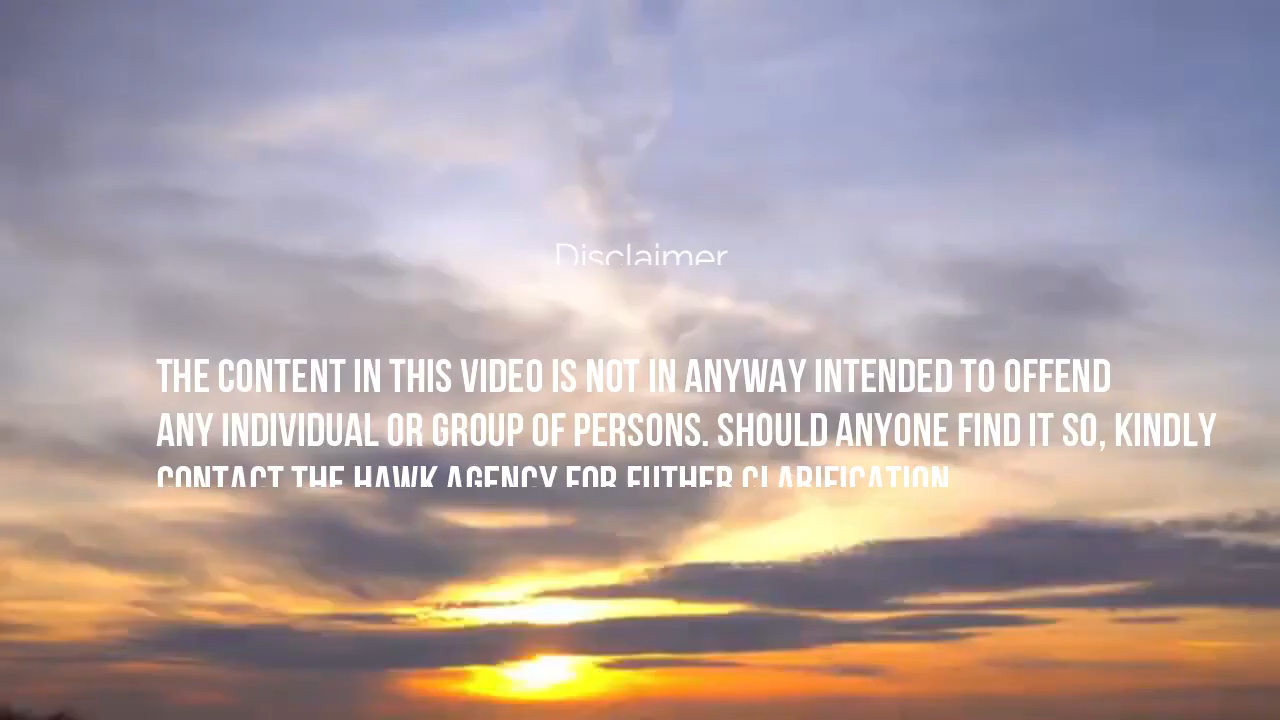 Disclaimer
THE CONTENT IN THIS VIDEO IS NOT IN ANYWAY INTENDED TO OFFEND
ANY INDIVIDUAL OR GROUP OF PERSONS. SHOULD ANYONE FIND IT SO, KINDLY
CONTACT THE HAWK AGENCY FOR FUTHER CLARIFICATION